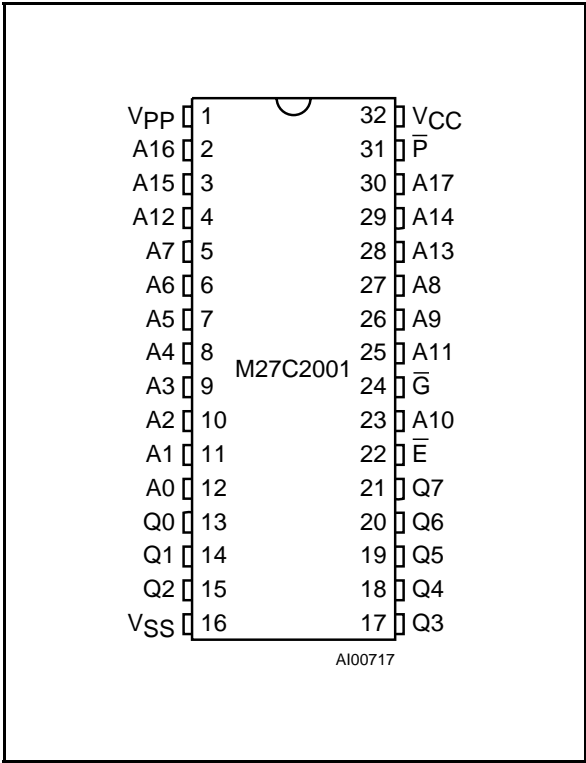 VPP 1 32 VCC
A16 2 31 P̅
A15 3 30 A17
A12 4 29 A14
A7 5 28 A13
A6 6 27 A8
A5 7 26 A9
A4 8 25 A11
M27C2001
A3 9 24 G̅
A2 10 23 A10
A1 11 22 E̅
A0 12 21 Q7
Q0 13 20 Q6
Q1 14 19 Q5
Q2 15 18 Q4
VSS 16 17 Q3
AI00717